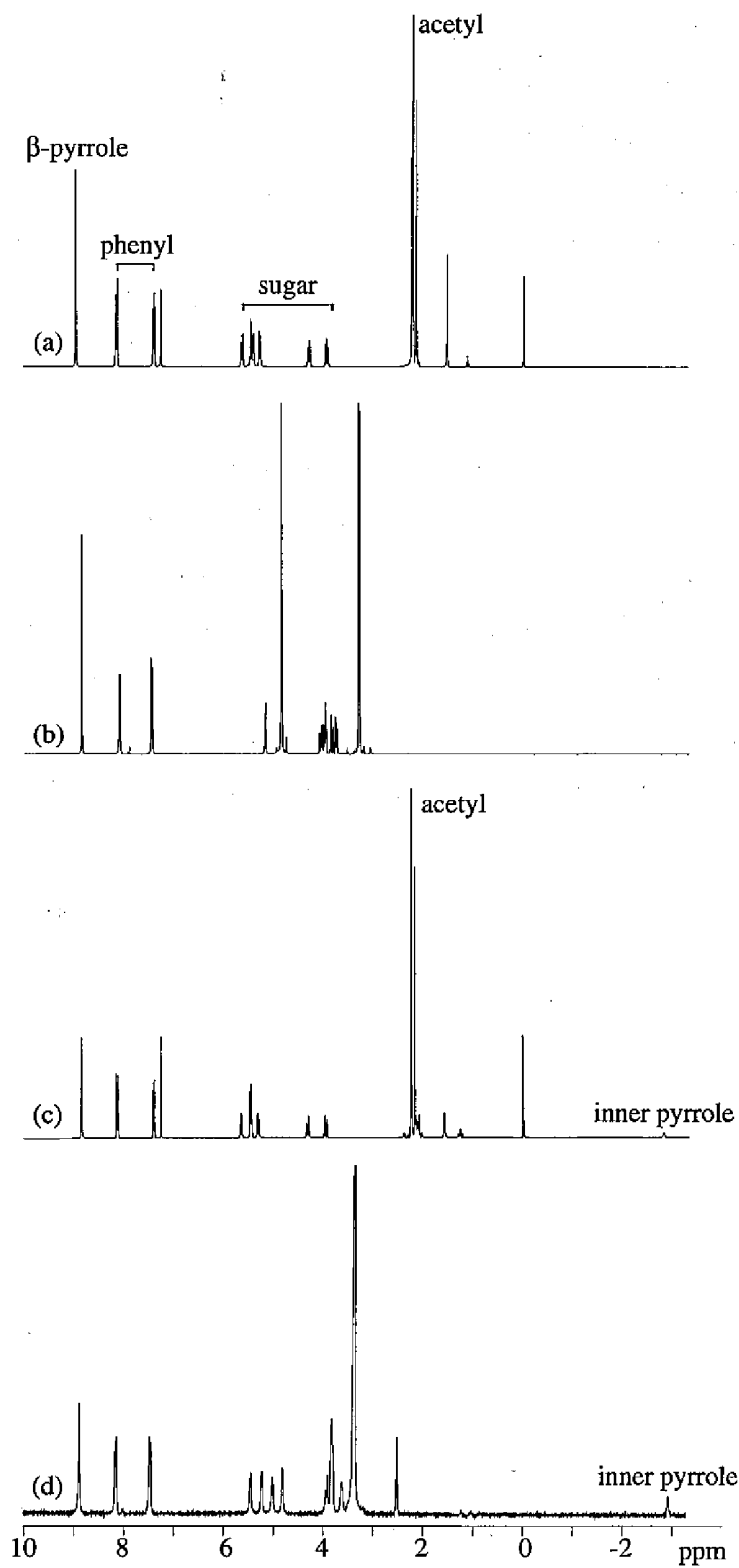 acetyl
β-pyrrole
phenyl
sugar
(a)
(b)
acetyl
(c)
inner pyrrole
(d)
inner pyrrole
10 8 6 4 2 0 -2 ppm